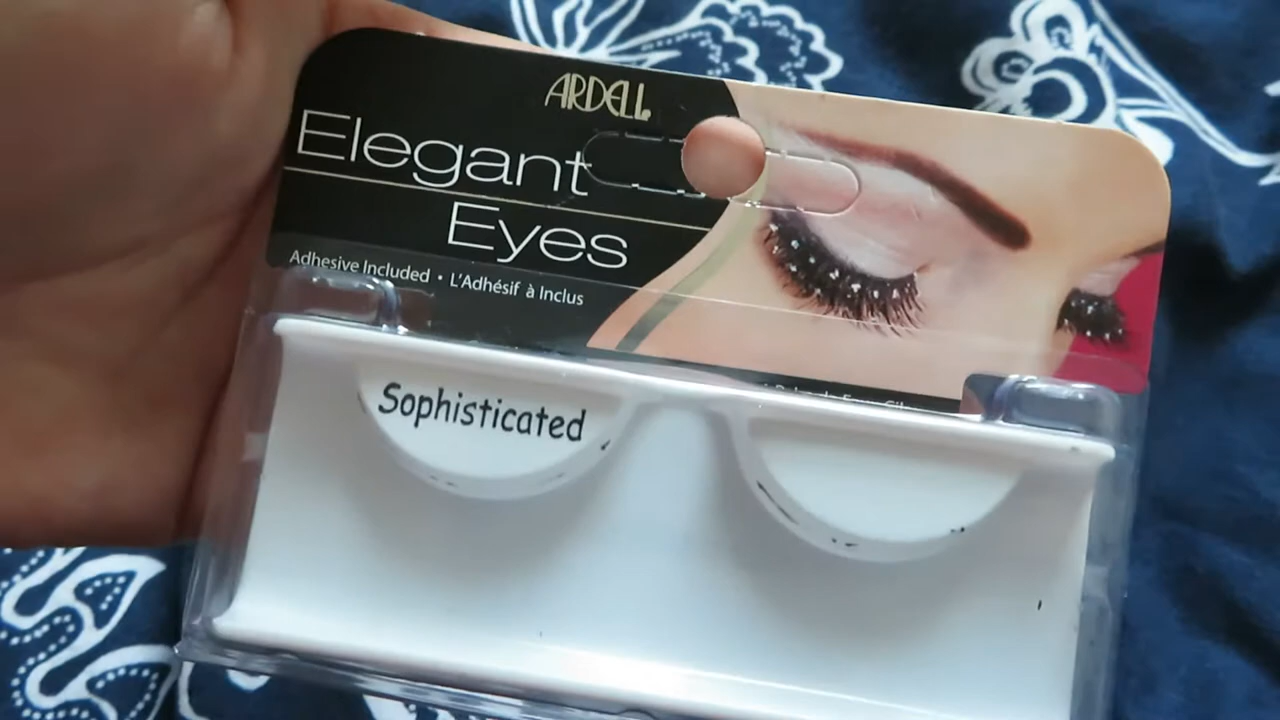 ARDELL
Elegant
Eyes
Adhesive Included • L'Adhésif à Inclus
Sophisticated